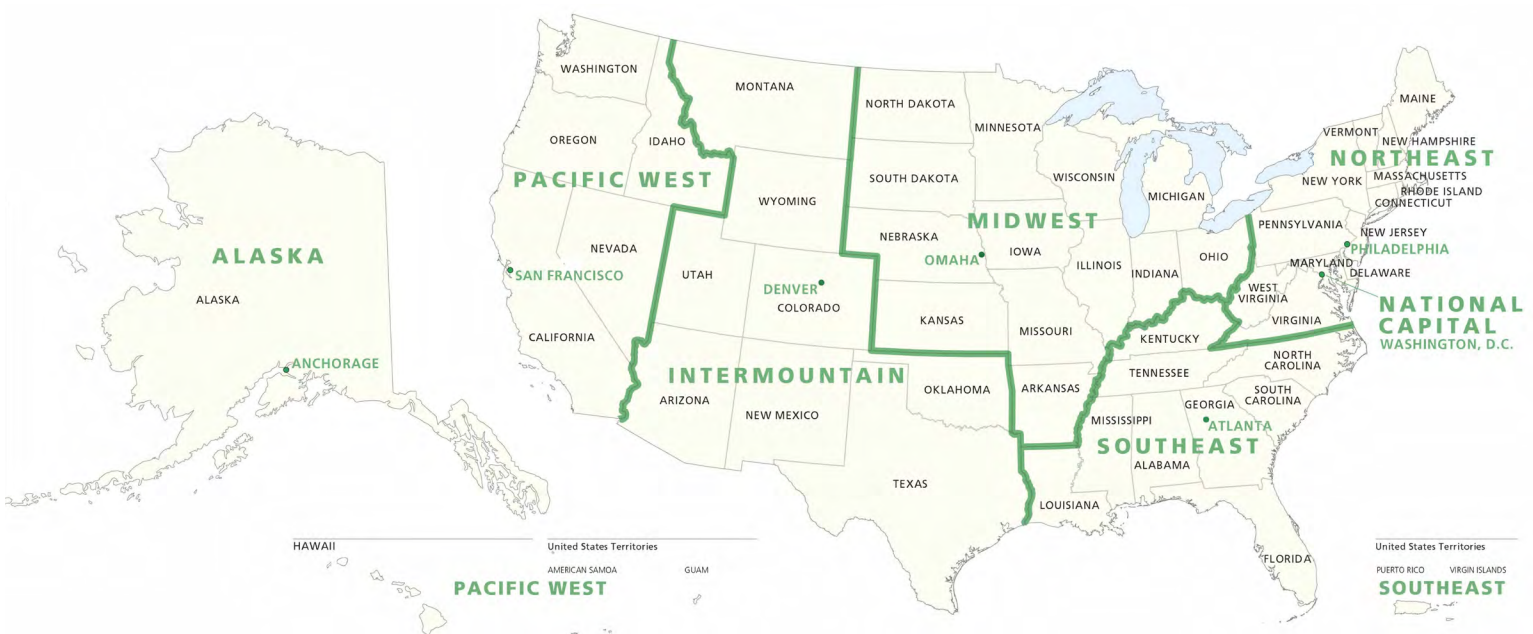 WASHINGTON
MONTANA
NORTH DAKOTA
MINNESOTA
MAINE
OREGON
IDAHO
VERMONT
NEW HAMPSHIRE
NORTHEAST
PACIFIC WEST
SOUTH DAKOTA
WISCONSIN
MICHIGAN
NEW YORK
MASSACHUSETTS
RHODE ISLAND
CONNECTICUT
WYOMING
MIDWEST
PENNSYLVANIA
NEW JERSEY
PHILADELPHIA
ALASKA
NEVADA
NEBRASKA
OMAHA
IOWA
ILLINOIS
INDIANA
OHIO
MARYLAND
DELAWARE
SAN FRANCISCO
UTAH
DENVER
COLORADO
WEST
VIRGINIA
ALASKA
NATIONAL
CAPITAL
WASHINGTON, D.C.
CALIFORNIA
KANSAS
MISSOURI
KENTUCKY
VIRGINIA
ANCHORAGE
INTERMOUNTAIN
ARIZONA
NEW MEXICO
OKLAHOMA
ARKANSAS
TENNESSEE
NORTH
CAROLINA
SOUTH
CAROLINA
MISSISSIPPI
GEORGIA
ATLANTA
SOUTHEAST
ALABAMA
TEXAS
LOUISIANA
FLORIDA
HAWAII
United States Territories
AMERICAN SAMOA
GUAM
PACIFIC WEST
United States Territories
PUERTO RICO
VIRGIN ISLANDS
SOUTHEAST